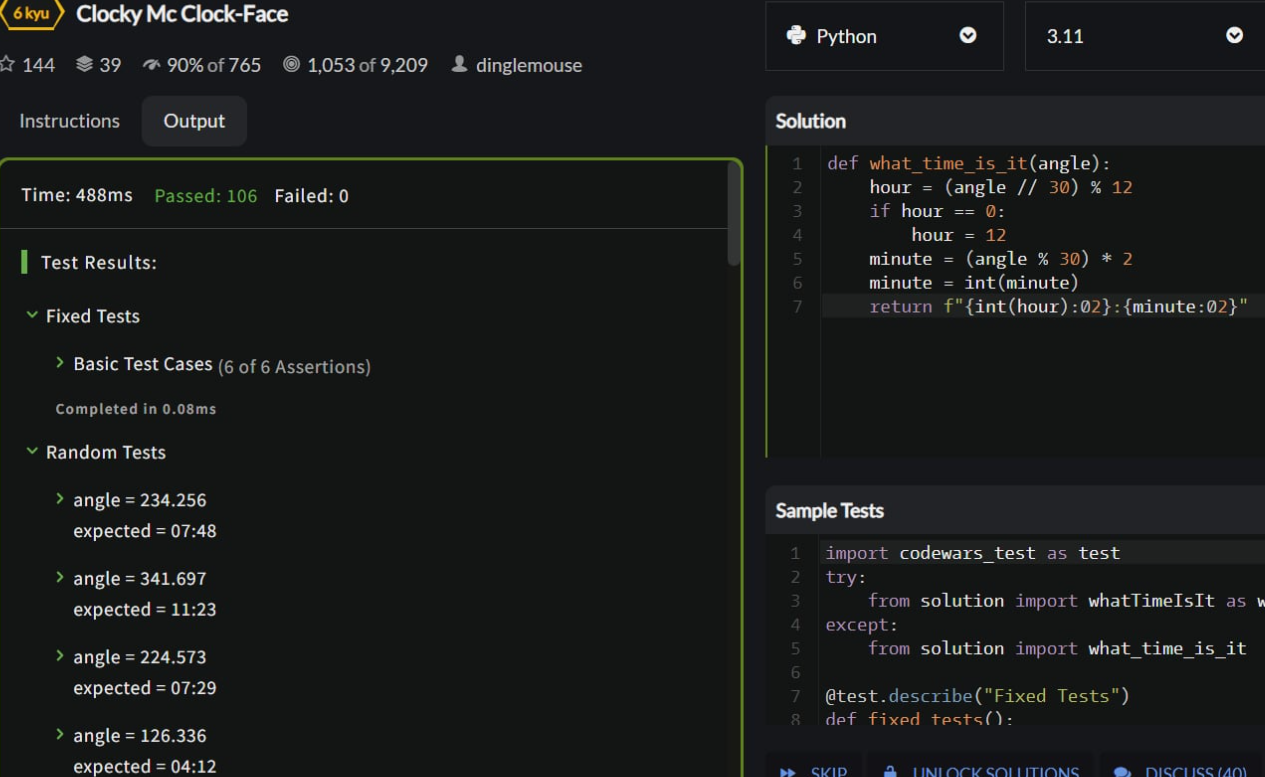 6 kyu Clocky Mc Clock-Face
144 39 90% of 765 1,053 of 9,209 dinglemouse
Instructions Output
Time: 488ms Passed: 106 Failed: 0
Test Results:
Fixed Tests
Basic Test Cases (6 of 6 Assertions)
Completed in 0.08ms
Random Tests
angle = 234.256
expected = 07:48
angle = 341.697
expected = 11:23
angle = 224.573
expected = 07:29
angle = 126.336
expected = 04:12
Python 3.11
Solution
1 def what_time_is_it(angle):
2     hour = (angle // 30) % 12
3     if hour == 0:
4         hour = 12
5     minute = (angle % 30) * 2
6     minute = int(minute)
7     return f"{int(hour):02}:{minute:02}"
Sample Tests
1 import codewars_test as test
2 try:
3     from solution import whatTimeIsIt as w
4 except:
5     from solution import what_time_is_it
6
7 @test.describe("Fixed Tests")
8 def fixed_tests():
SKIP UNLOCK SOLUTIONS DISCUSS (40)